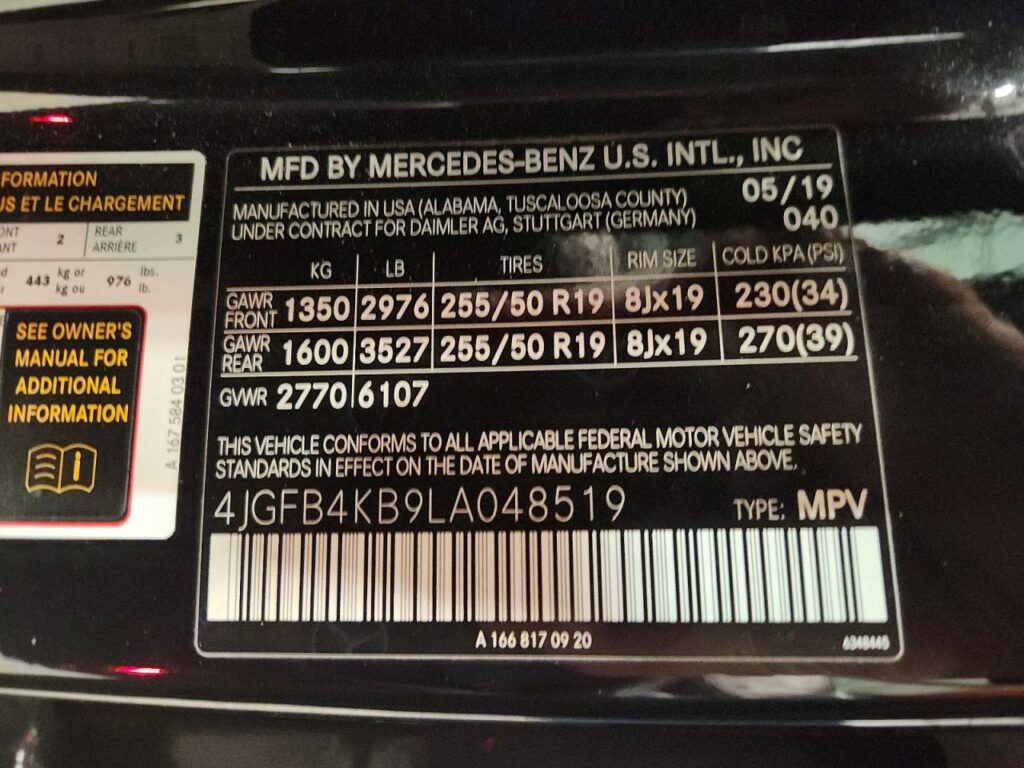 FORMATION
US ET LE CHARGEMENT
ONT 2 REAR 3
ANT ARRIÈRE
d 443 kg or 976 lbs.
kg ou lb.
SEE OWNER'S
MANUAL FOR
ADDITIONAL
INFORMATION
A 167 584 03 01
MFD BY MERCEDES-BENZ U.S. INTL., INC
MANUFACTURED IN USA (ALABAMA, TUSCALOOSA COUNTY) 05/19
UNDER CONTRACT FOR DAIMLER AG, STUTTGART (GERMANY) 040
KG LB TIRES RIM SIZE COLD KPA (PSI)
GAWR FRONT 1350 2976 255/50 R19 8Jx19 230(34)
GAWR REAR 1600 3527 255/50 R19 8Jx19 270(39)
GVWR 2770 6107
THIS VEHICLE CONFORMS TO ALL APPLICABLE FEDERAL MOTOR VEHICLE SAFETY
STANDARDS IN EFFECT ON THE DATE OF MANUFACTURE SHOWN ABOVE.
4JGFB4KB9LA048519 TYPE: MPV
A 166 817 09 20